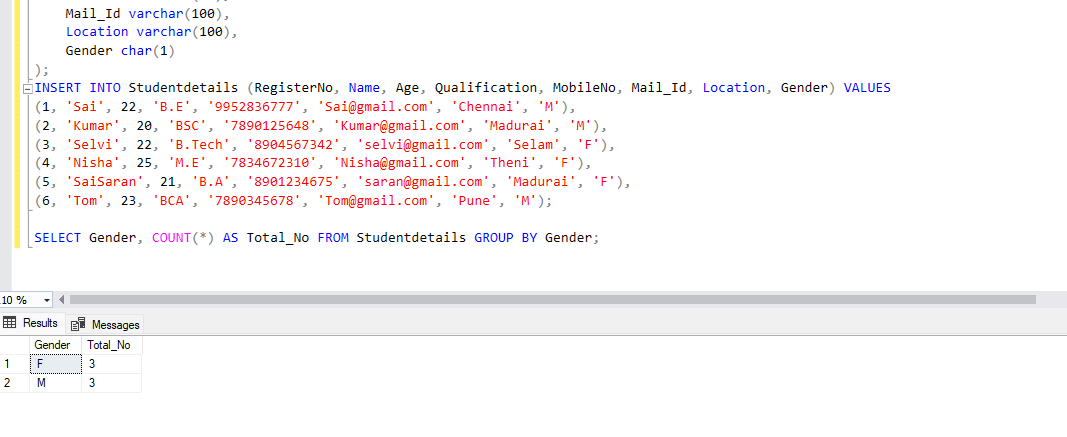 Mail_Id varchar(100),
Location varchar(100),
Gender char(1)
);
INSERT INTO Studentdetails (RegisterNo, Name, Age, Qualification, MobileNo, Mail_Id, Location, Gender) VALUES
(1, 'Sai', 22, 'B.E', '9952836777', 'Sai@gmail.com', 'Chennai', 'M'),
(2, 'Kumar', 20, 'BSC', '7890125648', 'Kumar@gmail.com', 'Madurai', 'M'),
(3, 'Selvi', 22, 'B.Tech', '8904567342', 'selvi@gmail.com', 'Selam', 'F'),
(4, 'Nisha', 25, 'M.E', '7834672310', 'Nisha@gmail.com', 'Theni', 'F'),
(5, 'SaiSaran', 21, 'B.A', '8901234675', 'saran@gmail.com', 'Madurai', 'F'),
(6, 'Tom', 23, 'BCA', '7890345678', 'Tom@gmail.com', 'Pune', 'M');
SELECT Gender, COUNT(*) AS Total_No FROM Studentdetails GROUP BY Gender;
10 %
Results Messages
Gender Total_No
1 F 3
2 M 3